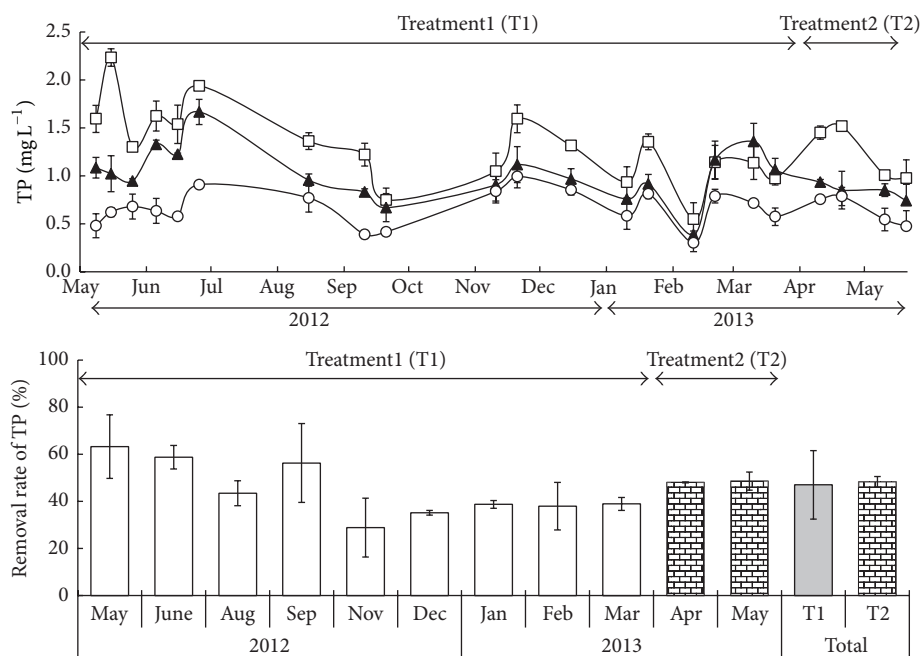 Treatment1 (T1) Treatment2 (T2)
TP (mg L⁻¹)
2.5
2.0
1.5
1.0
0.5
0.0
May Jun Jul Aug Sep Oct Nov Dec Jan Feb Mar Apr May
2012 2013
Treatment1 (T1) Treatment2 (T2)
Removal rate of TP (%)
100
80
60
40
20
0
May June Aug Sep Nov Dec Jan Feb Mar Apr May T1 T2
2012 2013 Total